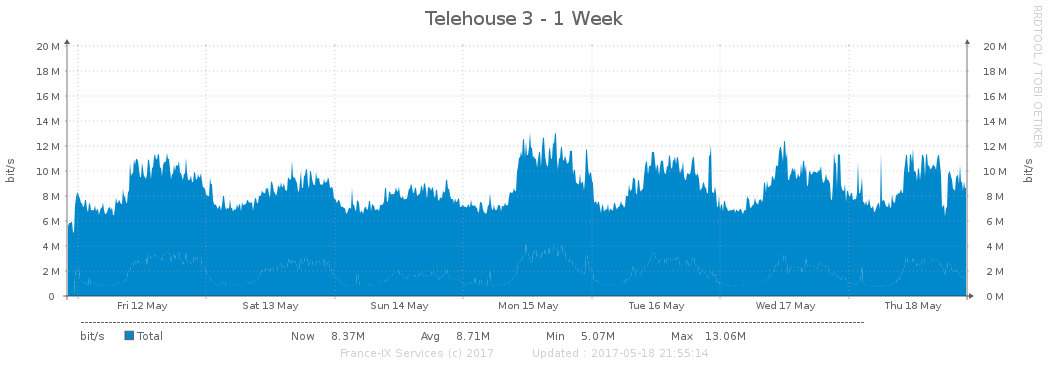 Telehouse 3 - 1 Week
RRDTOOL / TOBI OETIKER
bit/s
20 M 20 M
18 M 18 M
16 M 16 M
14 M 14 M
12 M 12 M
10 M 10 M
8 M 8 M
6 M 6 M
4 M 4 M
2 M 2 M
0 0 M
bit/s
Fri 12 May Sat 13 May Sun 14 May Mon 15 May Tue 16 May Wed 17 May Thu 18 May
bit/s Total Now 8.37M Avg 8.71M Min 5.07M Max 13.06M
France-IX Services (c) 2017 Updated : 2017-05-18 21:55:14